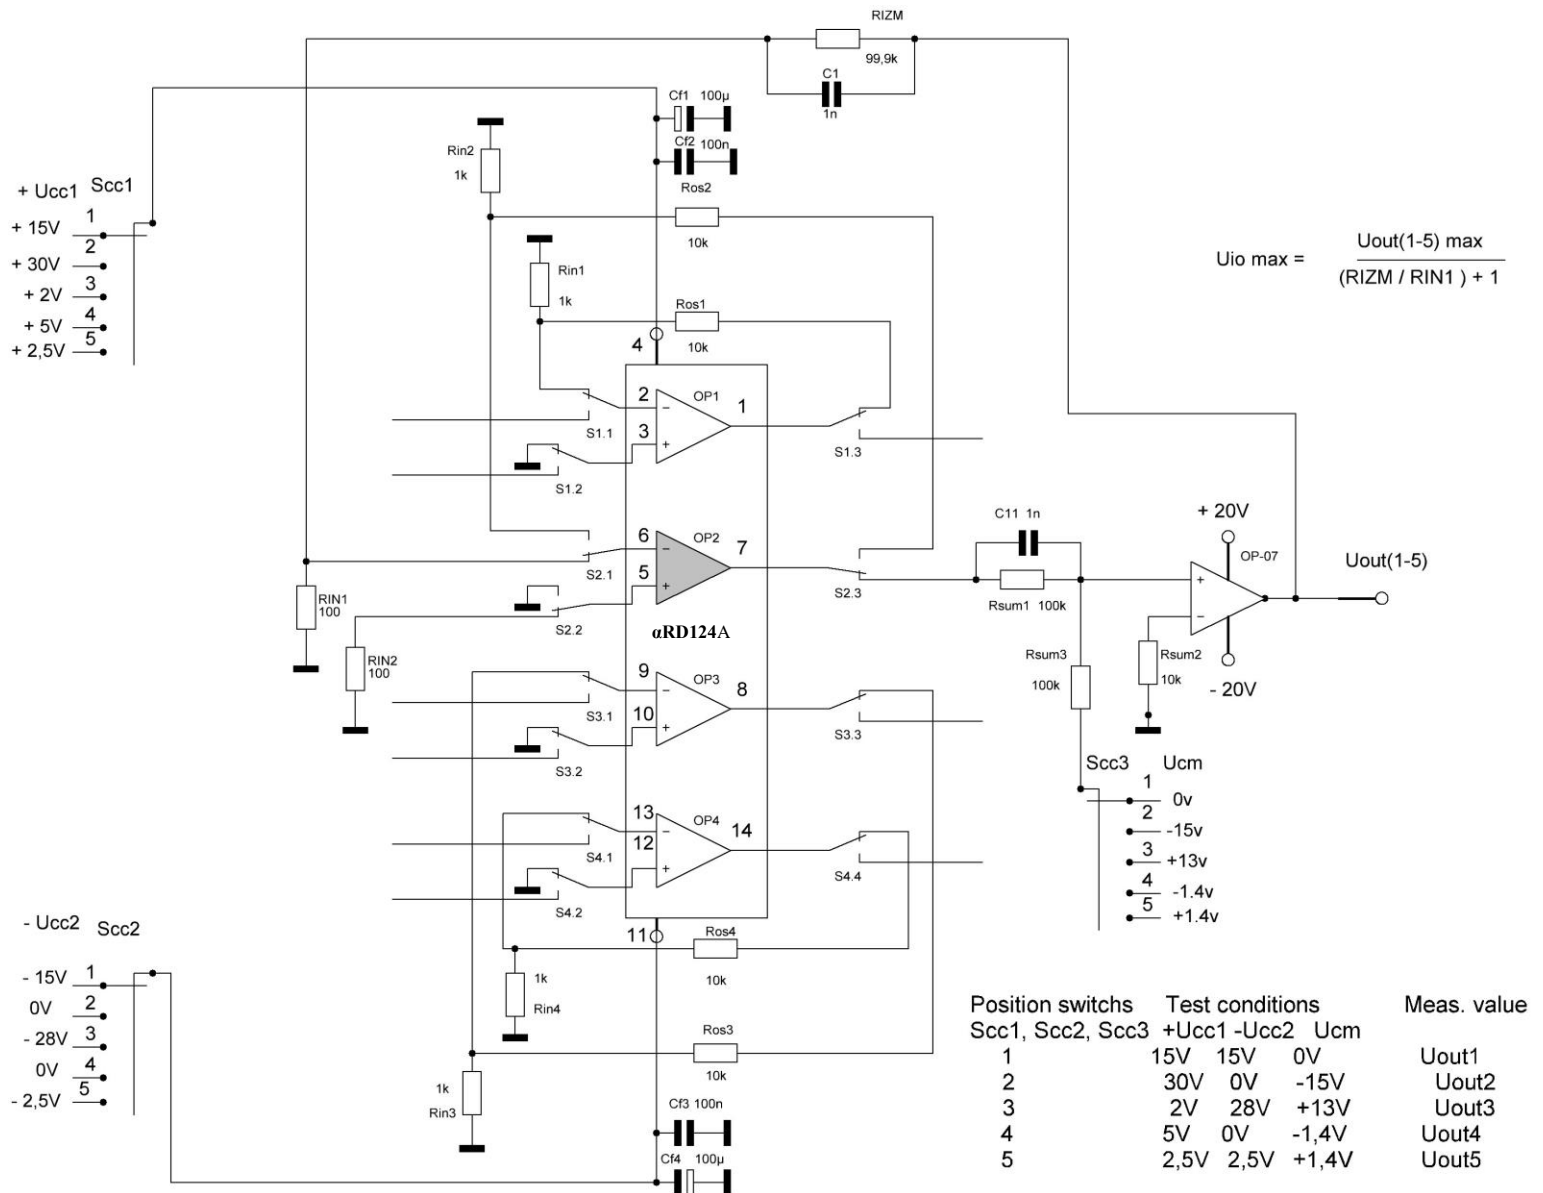 RIZM
99,9k
C1
1n
Cf1 100µ
Cf2 100n
Rin2
1k
Ros2
10k
+ Ucc1 Scc1
+ 15V 1
+ 30V 2
+ 2V 3
+ 5V 4
+ 2,5V 5
Rin1
1k
Ros1
10k
Uio max = Uout(1-5) max
(RIZM / RIN1 ) + 1
4
2 − OP1 1
3 +
S1.1
S1.2
S1.3
6 − OP2 7
5 +
S2.1
S2.2
S2.3
αRD124A
RIN1
100
RIN2
100
C11 1n
Rsum1 100k
+ 20V
OP-07
+
−
Uout(1-5)
Rsum3
100k
Rsum2
10k
- 20V
9 − OP3 8
10 +
S3.1
S3.2
S3.3
Scc3 Ucm
1 0v
2 -15v
3 +13v
4 -1.4v
5 +1.4v
13 − OP4 14
12 +
S4.1
S4.2
S4.4
11
Ros4
10k
1k
Rin4
- Ucc2 Scc2
- 15V 1
0V 2
- 28V 3
0V 4
- 2,5V 5
Ros3
10k
1k
Rin3
Cf3 100n
Cf4 100µ
Position switchs Test conditions Meas. value
Scc1, Scc2, Scc3 +Ucc1 -Ucc2 Ucm
1 15V 15V 0V Uout1
2 30V 0V -15V Uout2
3 2V 28V +13V Uout3
4 5V 0V -1,4V Uout4
5 2,5V 2,5V +1,4V Uout5